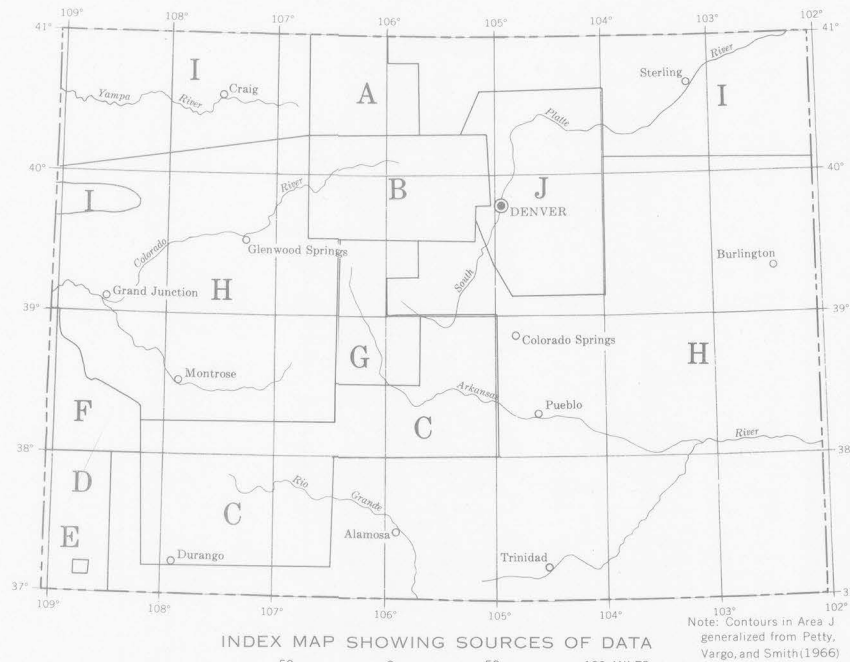 109° 108° 107° 106° 105° 104° 103° 102°
41° 41°
I
Craig
Yampa River
A
Sterling
River
I
Platte
40° 40°
I
River
B
J
DENVER
Colorado
Glenwood Springs
South
Burlington
Grand Junction
H
39° 39°
Colorado Springs
G
H
Montrose
Arkansas
Pueblo
F
C
River
38° 38°
D
Rio Grande
C
E
Alamosa
Durango
Trinidad
37°
109° 108° 107° 106° 105° 104° 103° 102°
Note: Contours in Area J
generalized from Petty,
Vargo, and Smith (1966)
INDEX MAP SHOWING SOURCES OF DATA